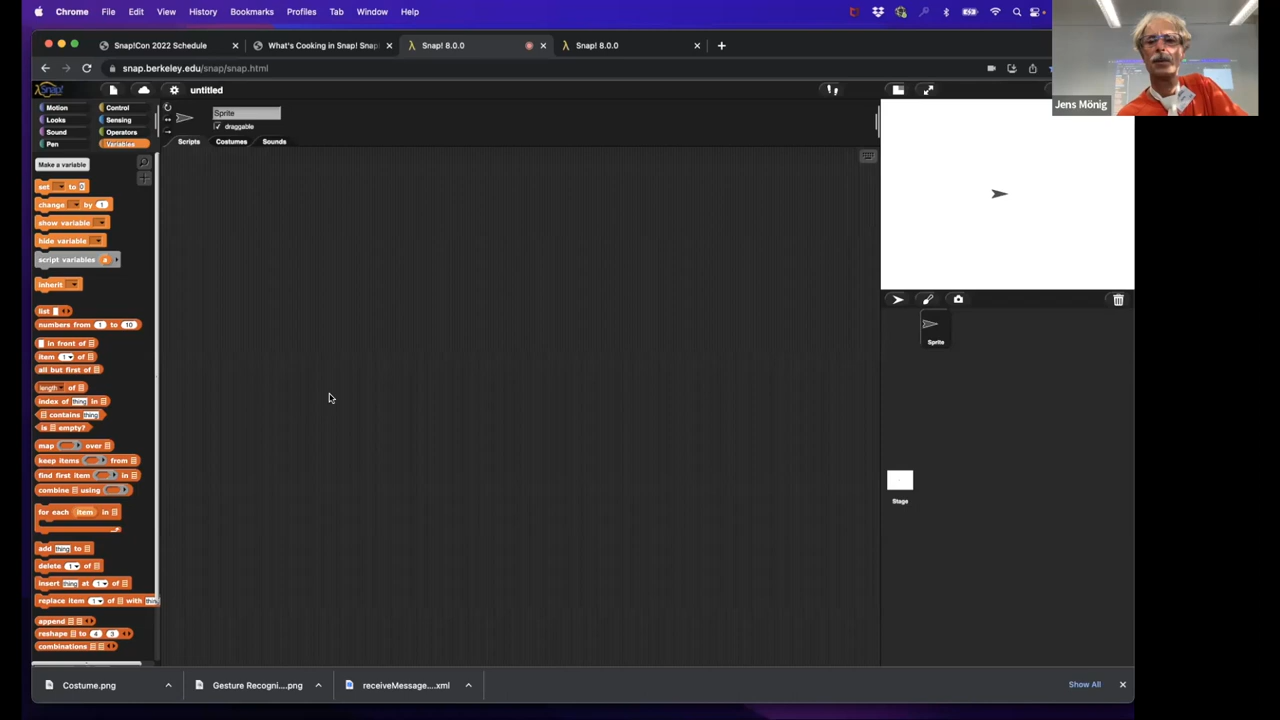 Chrome File Edit View History Bookmarks Profiles Tab Window Help
Snap!Con 2022 Schedule
What's Cooking in Snap! Snap
Snap! 8.0.0
Snap! 8.0.0
snap.berkeley.edu/snap/snap.html
Jens Mönig
Snap!
untitled
Motion Control
Looks Sensing
Sound Operators
Pen Variables
Sprite
draggable
Scripts Costumes Sounds
Make a variable
set to 0
change by 1
show variable
hide variable
script variables a
inherit
list
numbers from 1 to 10
in front of
item 1 of
all but first of
length of
index of thing in
contains thing
is empty?
map over
keep items from
find first item in
combine using
for each item in
add thing to
delete 1 of
insert thing at 1 of
replace item 1 of with thing
append
reshape to 4 3
combinations
Sprite
Stage
Costume.png
Gesture Recogni....png
receiveMessage....xml
Show All